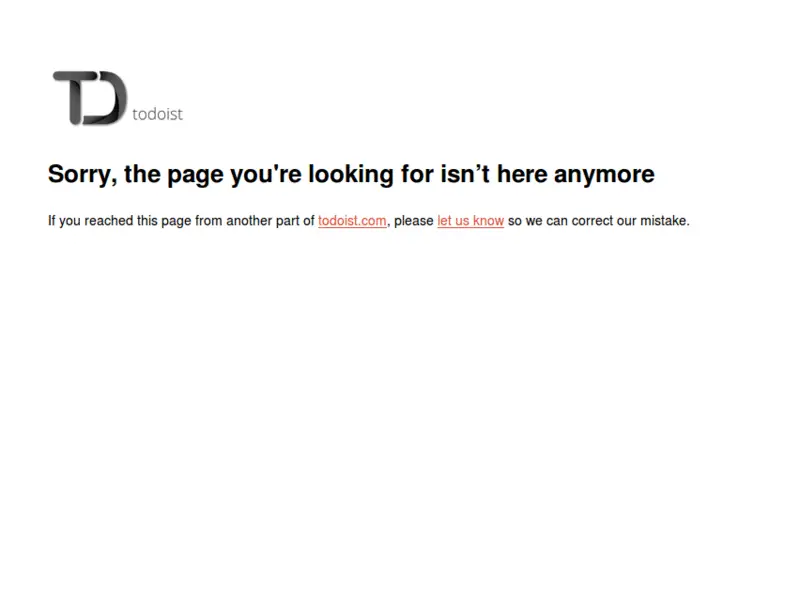 TD todoist
Sorry, the page you're looking for isn’t here anymore
If you reached this page from another part of todoist.com, please let us know so we can correct our mistake.